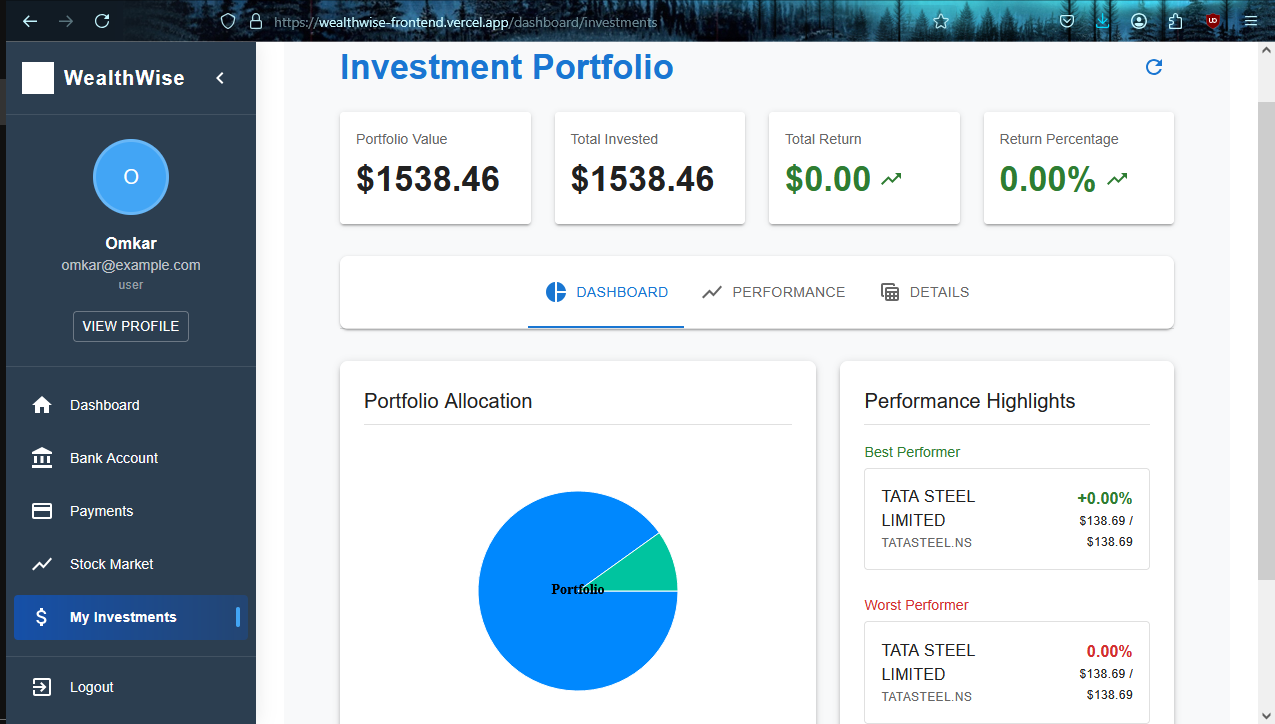 https://wealthwise-frontend.vercel.app/dashboard/investments
WealthWise
O
Omkar
omkar@example.com
user
VIEW PROFILE
Dashboard
Bank Account
Payments
Stock Market
My Investments
Logout
Investment Portfolio
Portfolio Value
$1538.46
Total Invested
$1538.46
Total Return
$0.00
Return Percentage
0.00%
DASHBOARD
PERFORMANCE
DETAILS
Portfolio Allocation
Portfolio
Performance Highlights
Best Performer
TATA STEEL
LIMITED
TATASTEEL.NS
+0.00%
$138.69 /
$138.69
Worst Performer
TATA STEEL
LIMITED
TATASTEEL.NS
0.00%
$138.69 /
$138.69